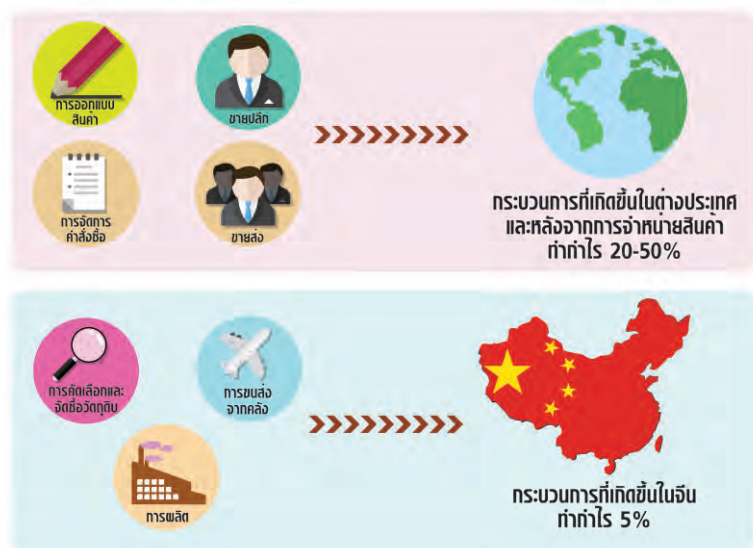 การออกแบบ
สินค้า
ขายปลีก
การจัดการ
คำสั่งซื้อ
ขายส่ง
กระบวนการที่เกิดขึ้นในต่างประเทศ
และหลังจากการจำหน่ายสินค้า
ทำกำไร 20-50%
การคัดเลือกและ
จัดซื้อวัตถุดิบ
การขนส่ง
จากคลัง
การผลิต
กระบวนการที่เกิดขึ้นในจีน
ทำกำไร 5%